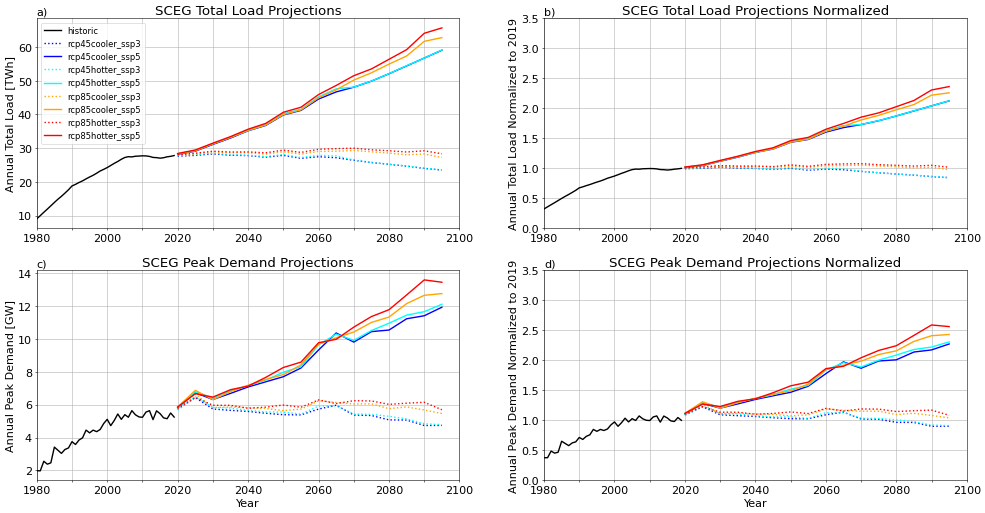 a)
SCEG Total Load Projections
Annual Total Load [TWh]
60
50
40
30
20
10
1980
2000
2020
2040
2060
2080
2100
historic
rcp45cooler_ssp3
rcp45cooler_ssp5
rcp45hotter_ssp3
rcp45hotter_ssp5
rcp85cooler_ssp3
rcp85cooler_ssp5
rcp85hotter_ssp3
rcp85hotter_ssp5
b)
SCEG Total Load Projections Normalized
Annual Total Load Normalized to 2019
3.5
3.0
2.5
2.0
1.5
1.0
0.5
0.0
1980
2000
2020
2040
2060
2080
2100
c)
SCEG Peak Demand Projections
Annual Peak Demand [GW]
14
12
10
8
6
4
2
1980
2000
2020
2040
2060
2080
2100
Year
d)
SCEG Peak Demand Projections Normalized
Annual Peak Demand Normalized to 2019
3.5
3.0
2.5
2.0
1.5
1.0
0.5
0.0
1980
2000
2020
2040
2060
2080
2100
Year